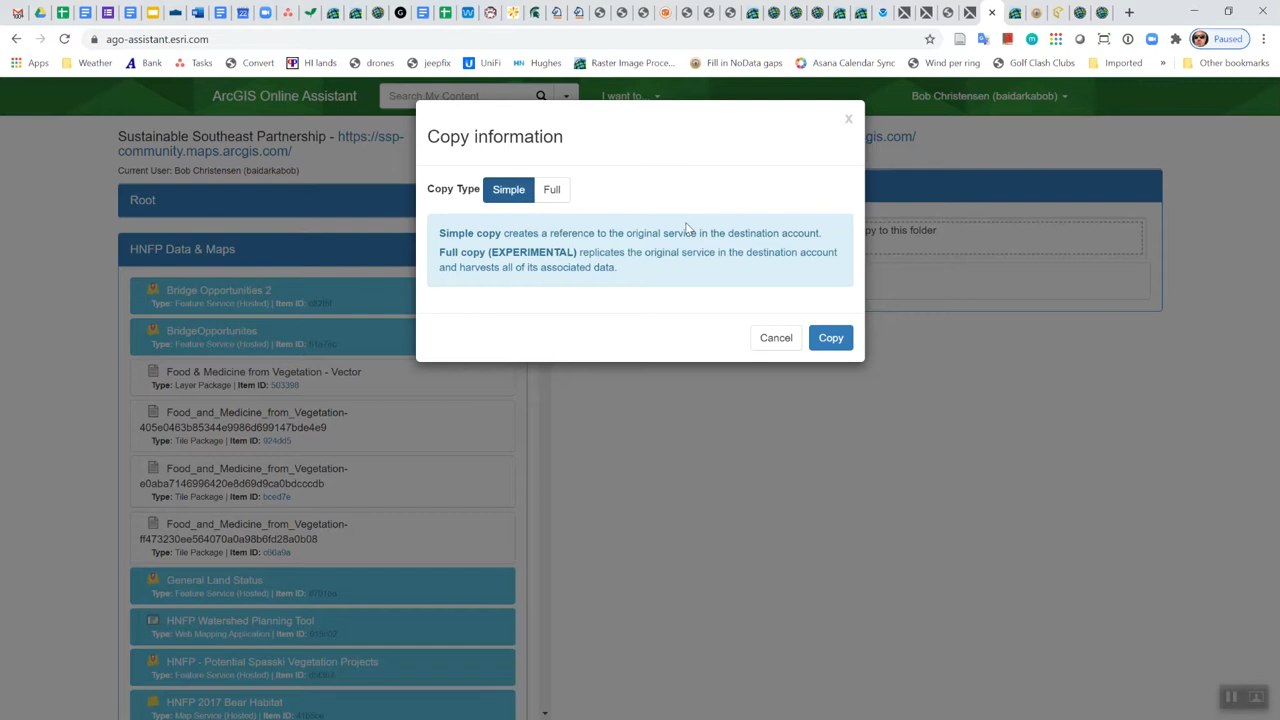 ago-assistant.esri.com
Paused
Apps Weather Bank Tasks Convert HI lands drones jeepfix UniFi Hughes Raster Image Proce... Fill in NoData gaps Asana Calendar Sync Wind per ring Golf Clash Clubs Imported » Other bookmarks
ArcGIS Online Assistant Search My Content I want to... Bob Christensen (baidarkabob)
Sustainable Southeast Partnership - https://ssp-
community.maps.arcgis.com/
gis.com/
Current User: Bob Christensen (baidarkabob)
Root
HNFP Data & Maps
Bridge Opportunities 2
Type: Feature Service (Hosted) | Item ID:
BridgeOpportunites
Type: Feature Service (Hosted) | Item ID:
Food & Medicine from Vegetation - Vector
Type: Layer Package | Item ID: 503398
Food_and_Medicine_from_Vegetation-
405e0463b85344e9986d699147bde4e9
Type: Tile Package | Item ID: 924dd5
Food_and_Medicine_from_Vegetation-
e0aba7146996420e8d69d9ca0bdcccdb
Type: Tile Package | Item ID: bced7e
Food_and_Medicine_from_Vegetation-
ff473230ee564070a0a98b6fd28a0b08
Type: Tile Package | Item ID: c66a9a
General Land Status
Type: Feature Service (Hosted) | Item ID:
HNFP Watershed Planning Tool
Type: Web Mapping Application | Item ID:
HNFP - Potential Spasski Vegetation Projects
Type: Feature Service (Hosted) | Item ID:
HNFP 2017 Bear Habitat
Type: Map Service (Hosted) | Item ID:
Copy information
x
Copy Type Simple Full
Simple copy creates a reference to the original service in the destination account.
Full copy (EXPERIMENTAL) replicates the original service in the destination account
and harvests all of its associated data.
Cancel Copy
py to this folder